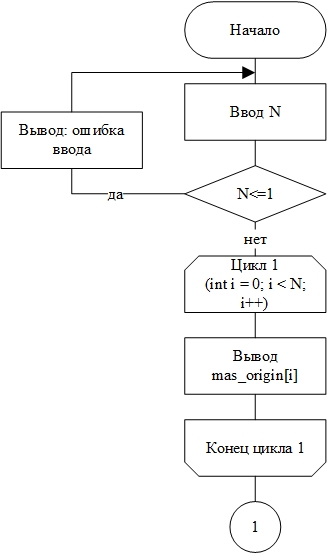 Начало
Ввод N
Вывод: ошибка
ввода
да
N<=1
нет
Цикл 1
(int i = 0; i < N;
i++)
Вывод
mas_origin[i]
Конец цикла 1
1